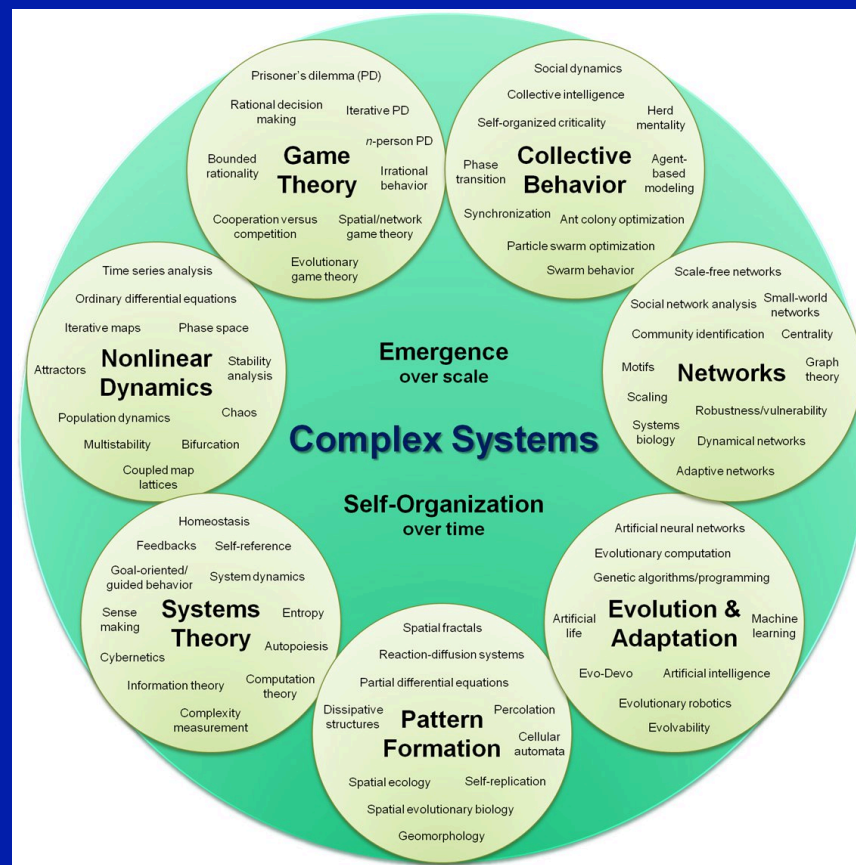 Prisoner's dilemma (PD)
Rational decision
making
Iterative PD
n-person PD
Bounded
rationality
Game
Theory
Irrational
behavior
Cooperation versus
competition
Spatial/network
game theory
Evolutionary
game theory
Social dynamics
Collective intelligence
Self-organized criticality
Herd
mentality
Phase
transition
Collective
Behavior
Agent-
based
modeling
Synchronization
Ant colony optimization
Particle swarm optimization
Swarm behavior
Time series analysis
Ordinary differential equations
Iterative maps
Phase space
Attractors
Nonlinear
Dynamics
Stability
analysis
Population dynamics
Chaos
Multistability
Bifurcation
Coupled map
lattices
Emergence
over scale
Complex Systems
Self-Organization
over time
Scale-free networks
Social network analysis
Small-world
networks
Community identification
Centrality
Motifs
Networks
Graph
theory
Scaling
Robustness/vulnerability
Systems
biology
Dynamical networks
Adaptive networks
Homeostasis
Feedbacks
Self-reference
Goal-oriented/
guided behavior
System dynamics
Sense
making
Systems
Theory
Entropy
Autopoiesis
Cybernetics
Information theory
Computation
theory
Complexity
measurement
Spatial fractals
Reaction-diffusion systems
Partial differential equations
Dissipative
structures
Pattern
Formation
Percolation
Cellular
automata
Spatial ecology
Self-replication
Spatial evolutionary biology
Geomorphology
Artificial neural networks
Evolutionary computation
Genetic algorithms/programming
Artificial
life
Evolution &
Adaptation
Machine
learning
Evo-Devo
Artificial intelligence
Evolutionary robotics
Evolvability